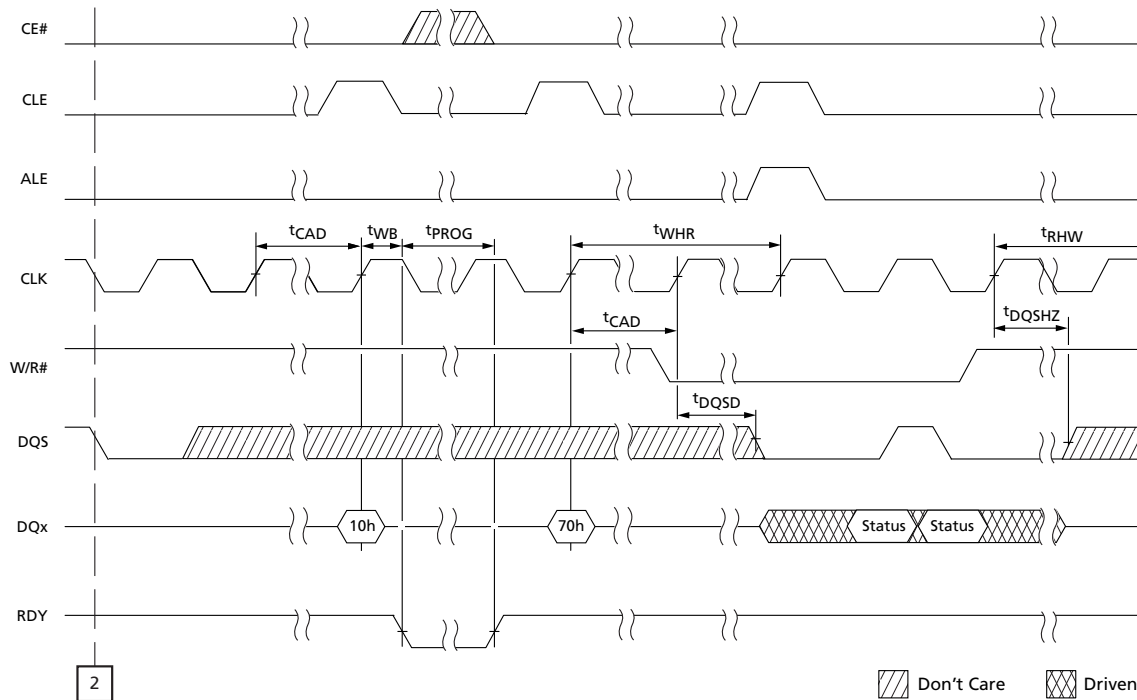 CE#
CLE
ALE
tCAD tWB tPROG tWHR tRHW
CLK
tCAD tDQSHZ
W/R#
tDQSD
DQS
DQx 10h 70h Status Status
RDY
2 Don't Care Driven